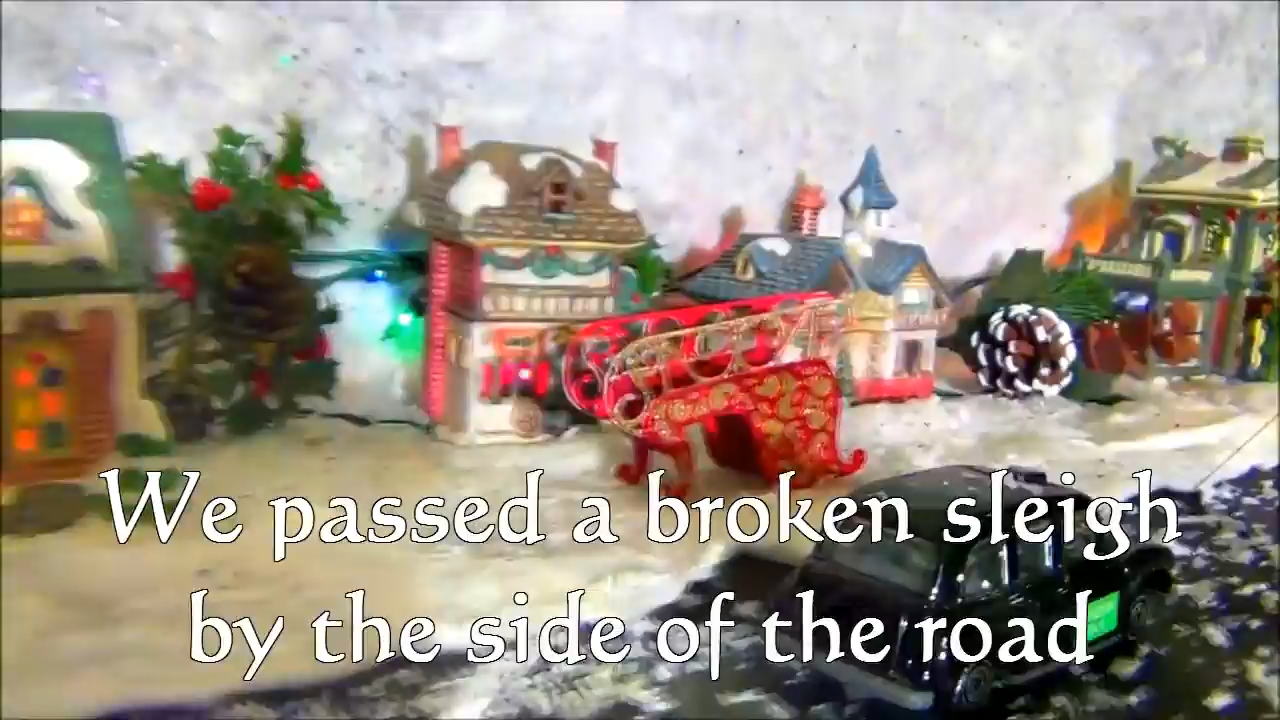 We passed a broken sleigh
by the side of the road